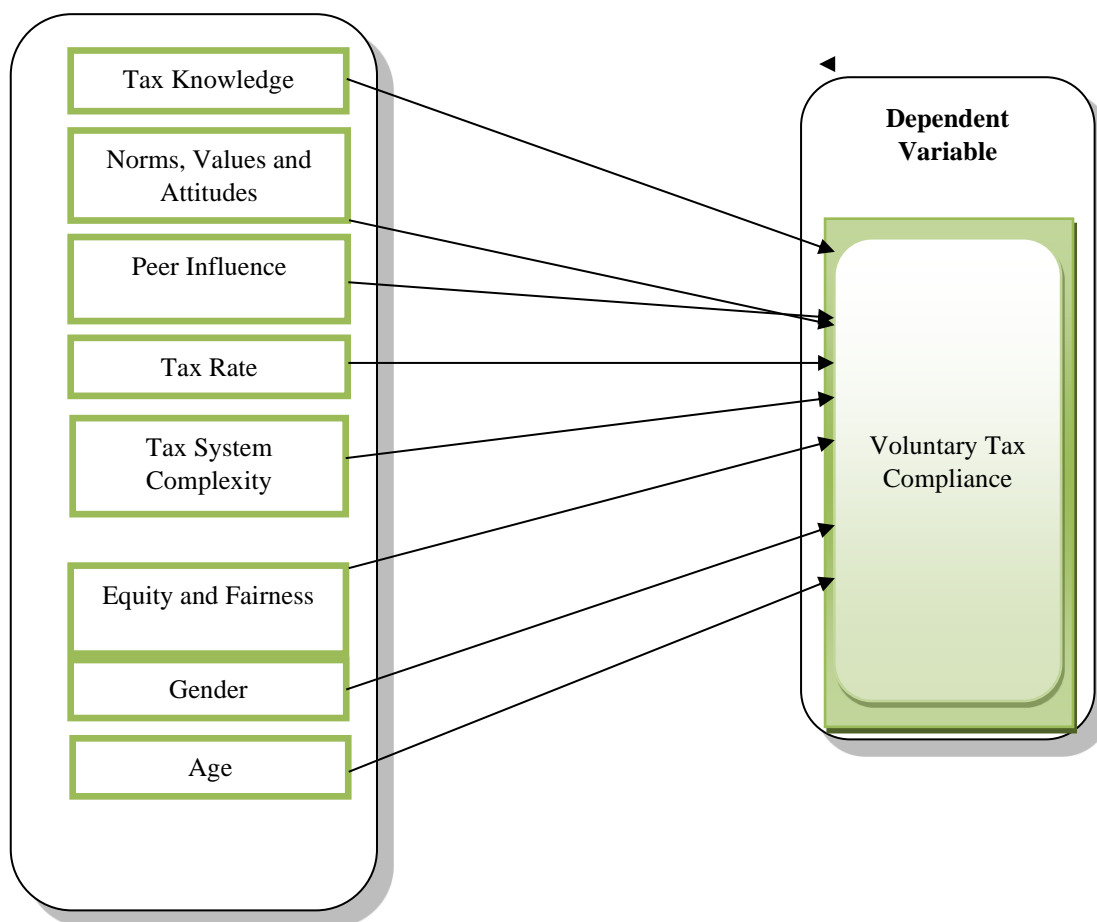 Tax Knowledge
Norms, Values and
Attitudes
Peer Influence
Tax Rate
Tax System
Complexity
Equity and Fairness
Gender
Age
Dependent
Variable
Voluntary Tax
Compliance